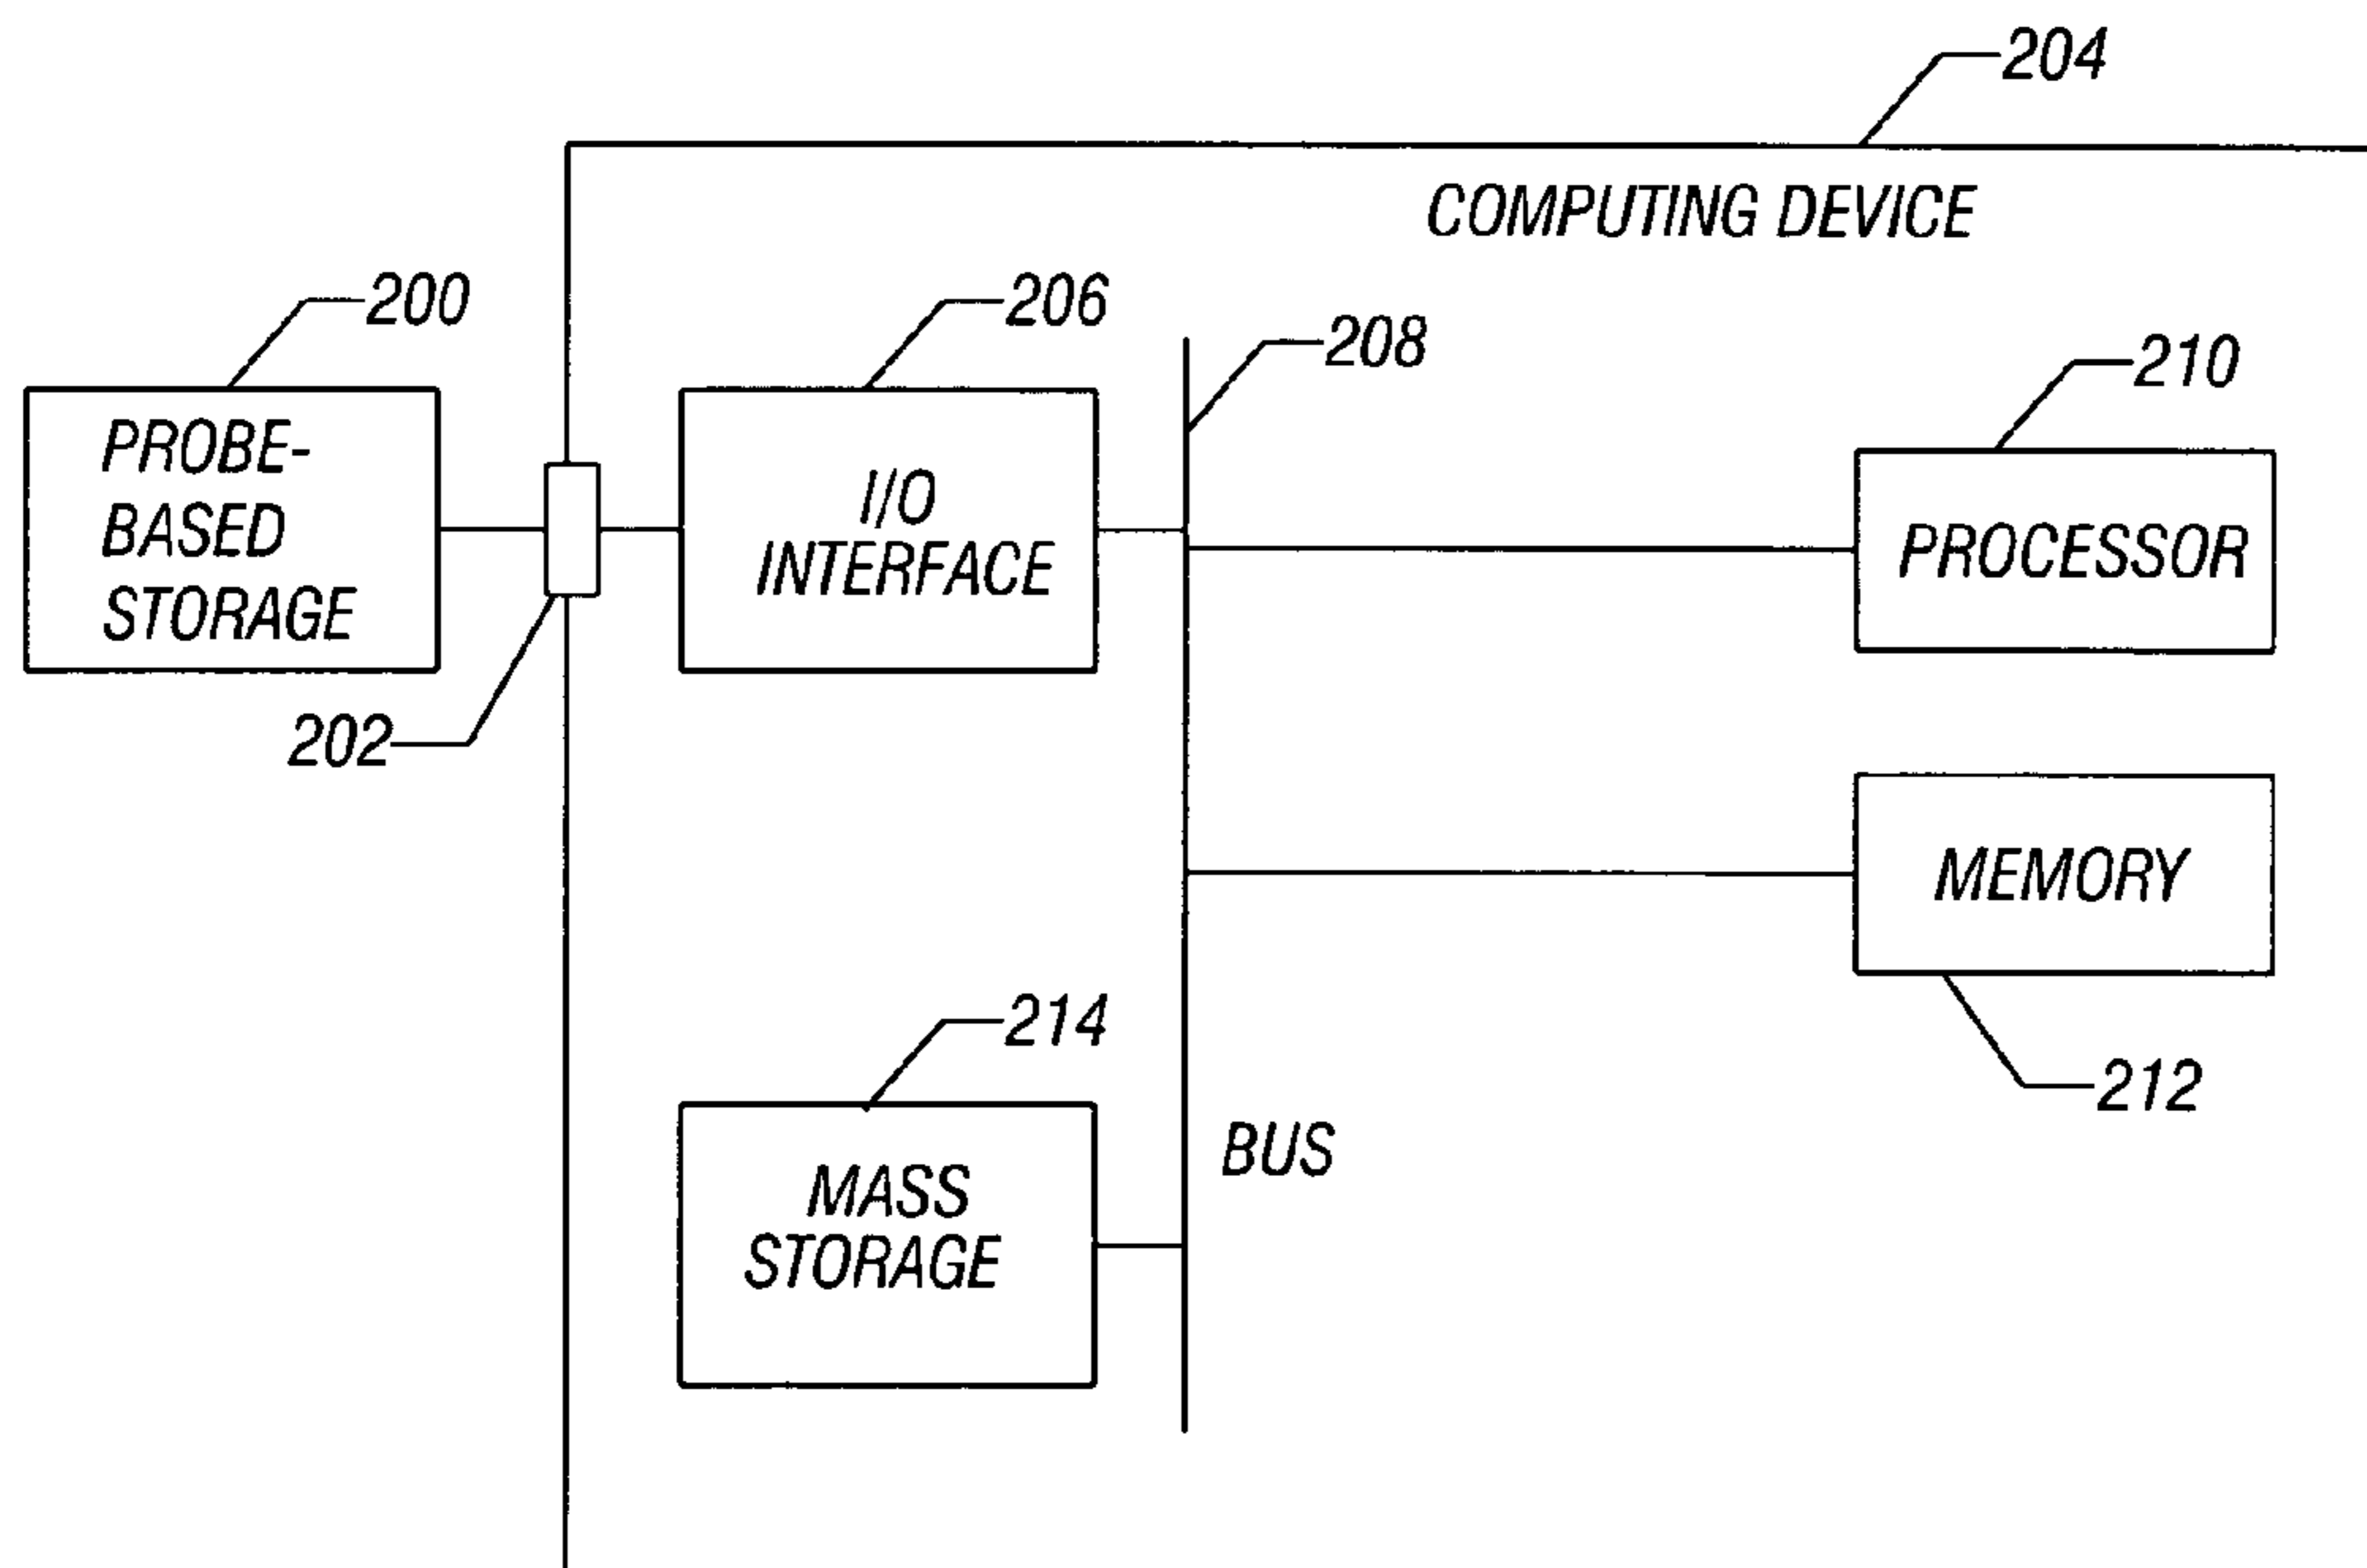 204
COMPUTING DEVICE
200
206
208
210
PROBE-
BASED
STORAGE
I/O
INTERFACE
PROCESSOR
202
MEMORY
214
212
BUS
MASS
STORAGE